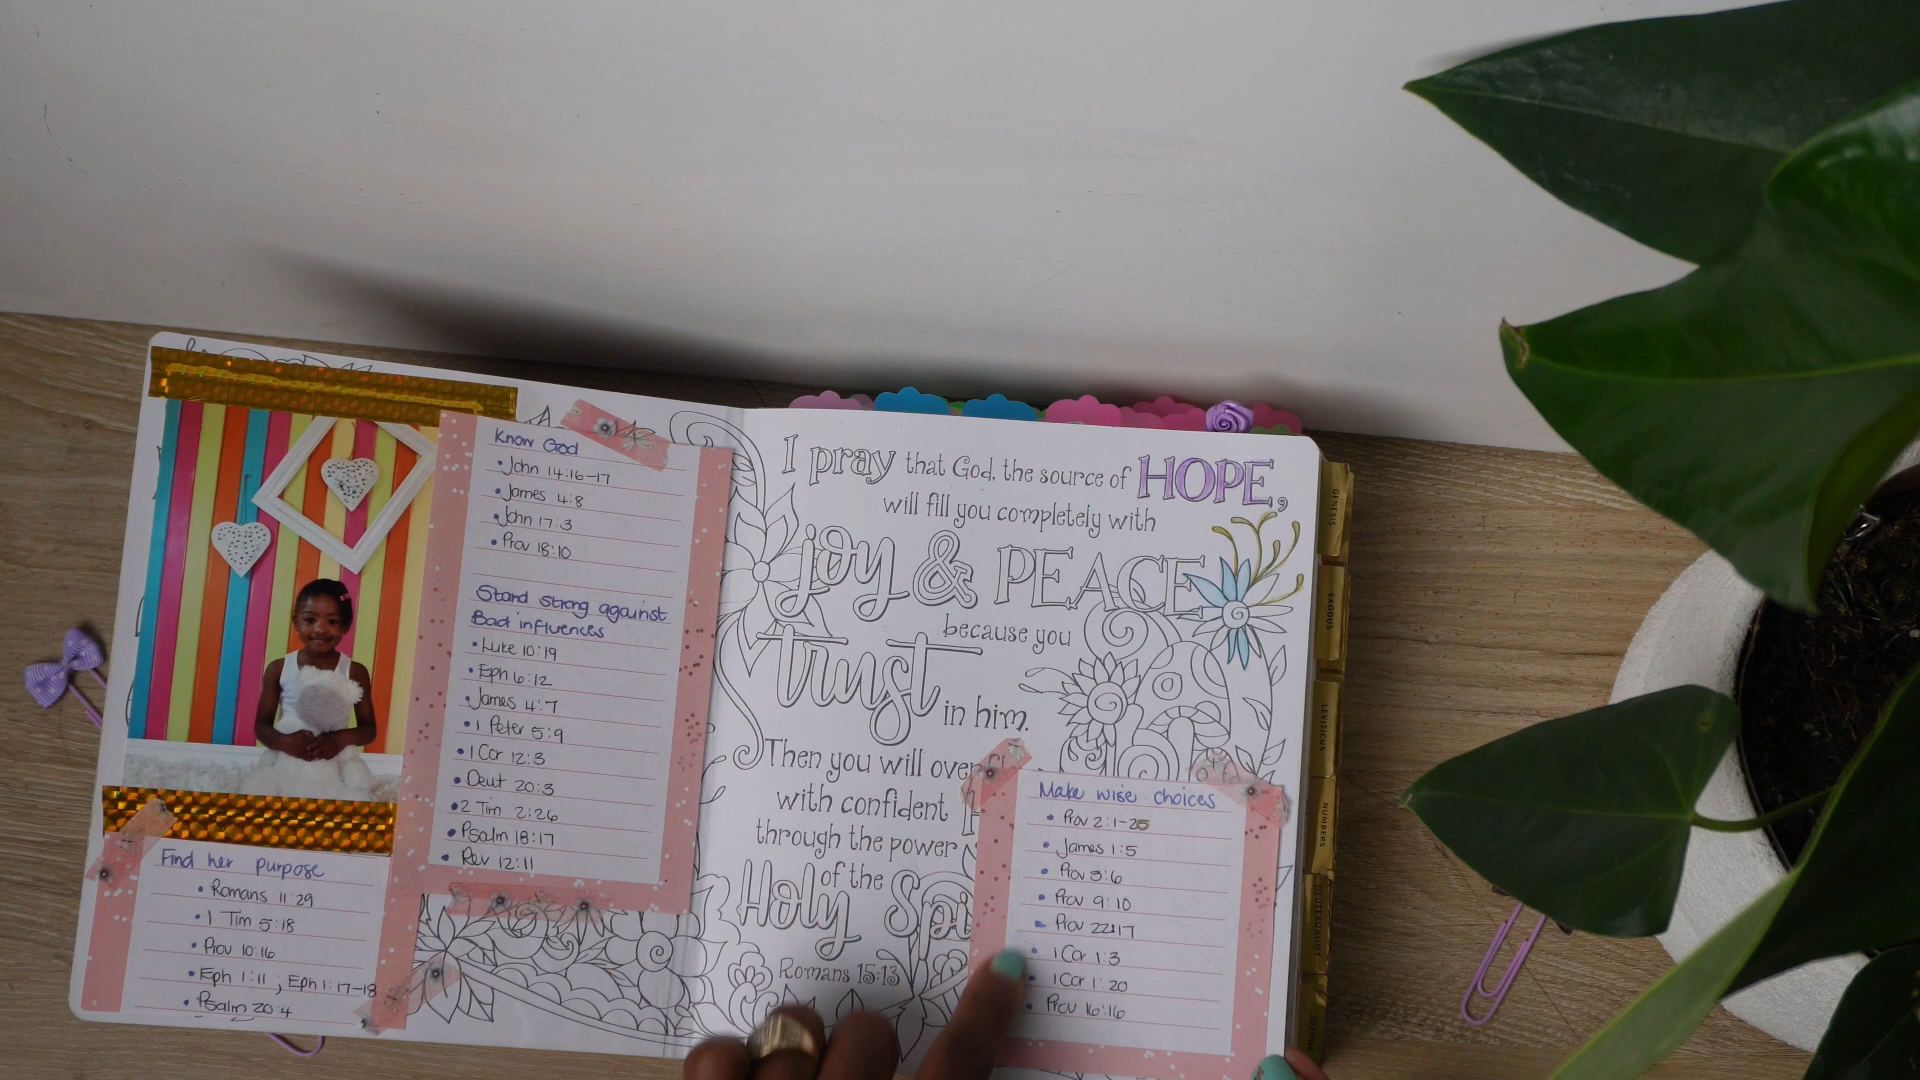 Know God
•John 14:16-17
•James 4:8
•John 17:3
•Prov 18:10
Stand strong against
Bad influences
•Luke 10:19
•Eph 6:12
•James 4:7
•1 Peter 5:9
•1 Cor 12:3
•Deut 20:3
•2 Tim 2:26
•Psalm 18:17
•Rev 12:11
Find her purpose
•Romans 11:29
•1 Tim 5:18
•Prov 10:16
•Eph 1:11 ; Eph 1:17-18
•Psalm 20:4
I pray that God, the source of HOPE,
will fill you completely with
joy & PEACE
because you
trust in him.
Then you will over
with confident
through the power
of the
Holy Spi
Romans 15:13
Make wise choices
•Prov 2:1-25
•James 1:5
•Prov 3:6
•Prov 9:10
•Prov 22:17
•1 Cor 1:3
•1 Cor 1:20
•Prov 16:16
GENESIS
EXODUS
LEVITICUS
NUMBERS
DEUTERONOMY
JOSHUA